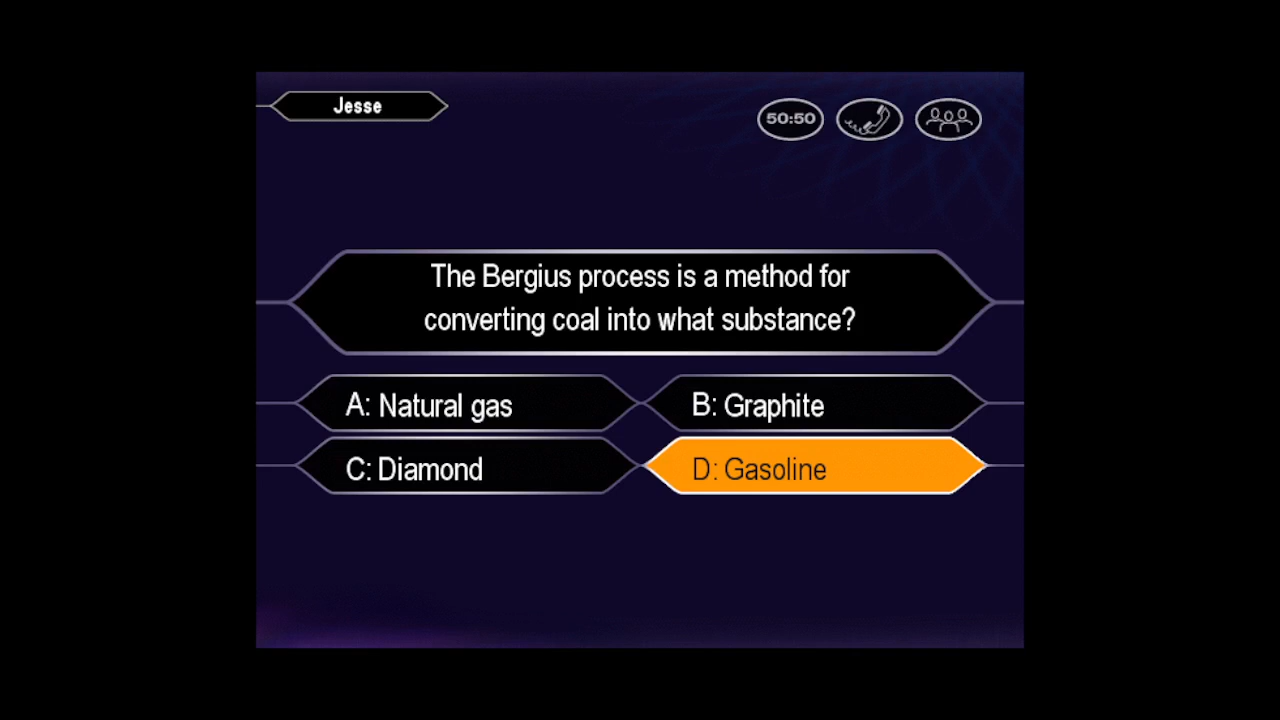 Jesse
50:50
The Bergius process is a method for
converting coal into what substance?
A: Natural gas
B: Graphite
C: Diamond
D: Gasoline